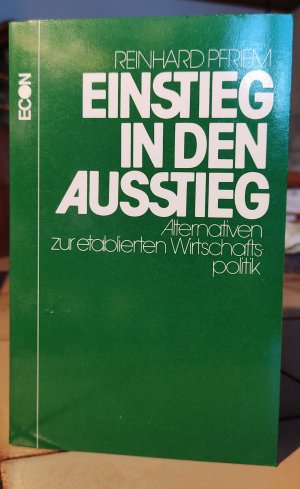 ECON
REINHARD PFRIEM
EINSTIEG
IN DEN
AUSSTIEG
Alternativen
zur etablierten Wirtschafts
politik